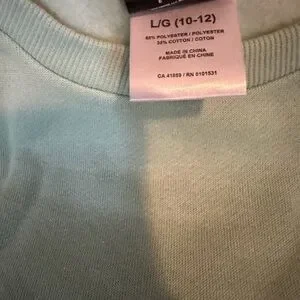 L/G (10-12)
65% POLYESTER / POLYESTER
35% COTTON / COTON
MADE IN CHINA
FABRIQUÉ EN CHINE
CA 41859 / RN 0101531